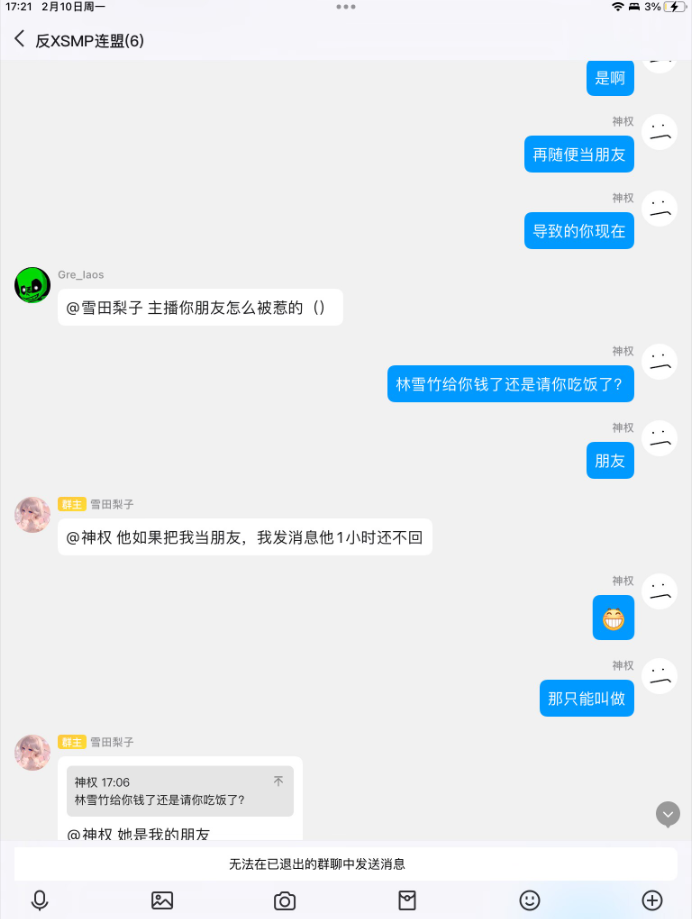 17:21 2月10日周一
3%
反XSMP连盟(6)
是啊
神权
再随便当朋友
神权
导致的你现在
Gre_laos
@雪田梨子 主播你朋友怎么被惹的（）
神权
林雪竹给你钱了还是请你吃饭了?
神权
朋友
群主 雪田梨子
@神权 他如果把我当朋友，我发消息他1小时还不回
神权
神权
那只能叫做
群主 雪田梨子
神权 17:06
林雪竹给你钱了还是请你吃饭了?
@神权 她是我的朋友
无法在已退出的群聊中发送消息